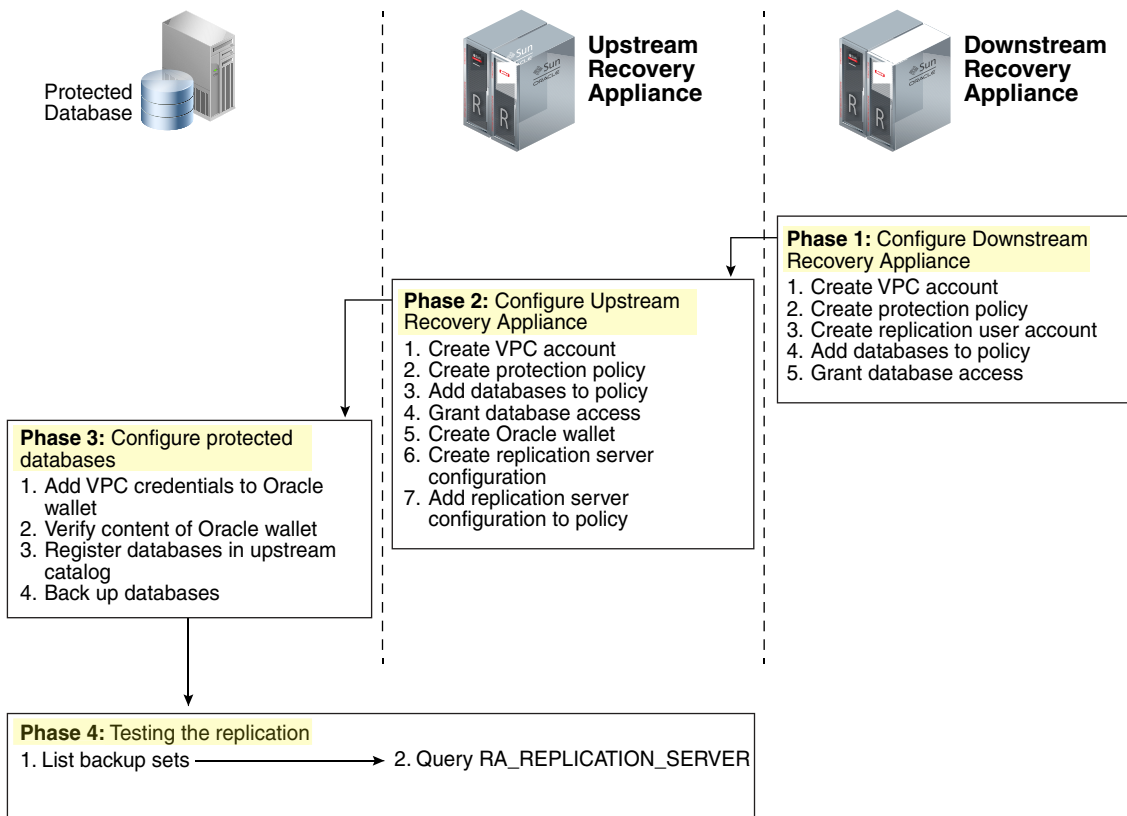 Protected
Database
Upstream
Recovery
Appliance
Downstream
Recovery
Appliance
Sun
ORACLE
R
R
Sun
ORACLE
R
R
Phase 1: Configure Downstream
Recovery Appliance
1. Create VPC account
2. Create protection policy
3. Create replication user account
4. Add databases to policy
5. Grant database access
Phase 2: Configure Upstream
Recovery Appliance
1. Create VPC account
2. Create protection policy
3. Add databases to policy
4. Grant database access
5. Create Oracle wallet
6. Create replication server
configuration
7. Add replication server
configuration to policy
Phase 3: Configure protected
databases
1. Add VPC credentials to Oracle
wallet
2. Verify content of Oracle wallet
3. Register databases in upstream
catalog
4. Back up databases
Phase 4: Testing the replication
1. List backup sets
2. Query RA_REPLICATION_SERVER